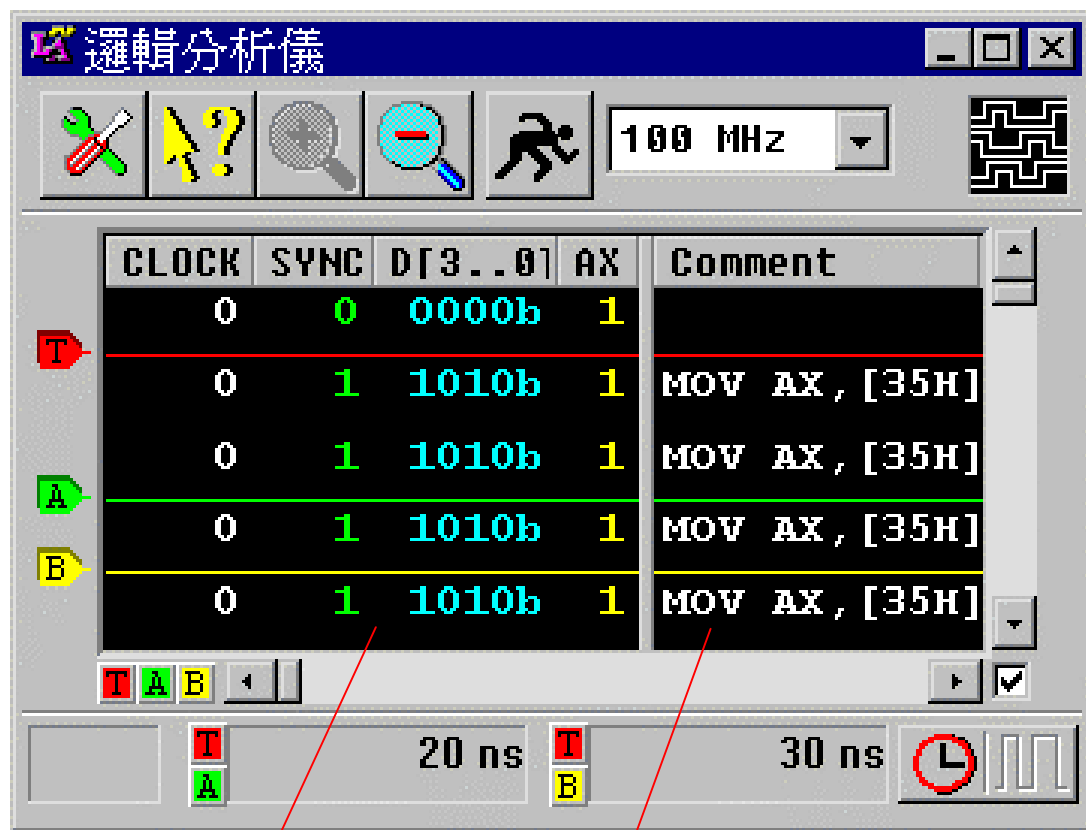 LA 邏輯分析儀
? 100 MHz
CLOCK SYNC D[3..0] AX Comment
0 0 0000b 1
T
0 1 1010b 1 MOV AX,[35H]
0 1 1010b 1 MOV AX,[35H]
A
0 1 1010b 1 MOV AX,[35H]
B
0 1 1010b 1 MOV AX,[35H]
T A B
T A 20 ns T B 30 ns